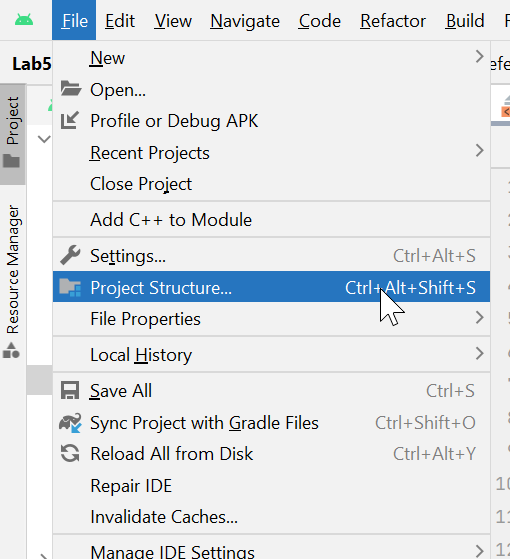 File Edit View Navigate Code Refactor Build
Lab5
Project
Resource Manager
New
Open...
Profile or Debug APK
Recent Projects
Close Project
Add C++ to Module
Settings... Ctrl+Alt+S
Project Structure... Ctrl+Alt+Shift+S
File Properties
Local History
Save All Ctrl+S
Sync Project with Gradle Files Ctrl+Shift+O
Reload All from Disk Ctrl+Alt+Y
Repair IDE
Invalidate Caches...
Manage IDE Settings